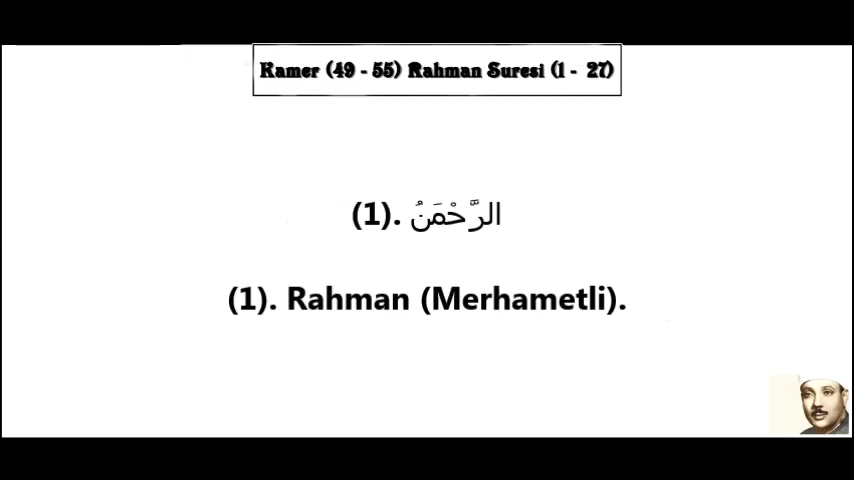 Kamer (49 - 55) Rahman Suresi (1 - 27)
(1). الرَّحْمَنُ
(1). Rahman (Merhametli).